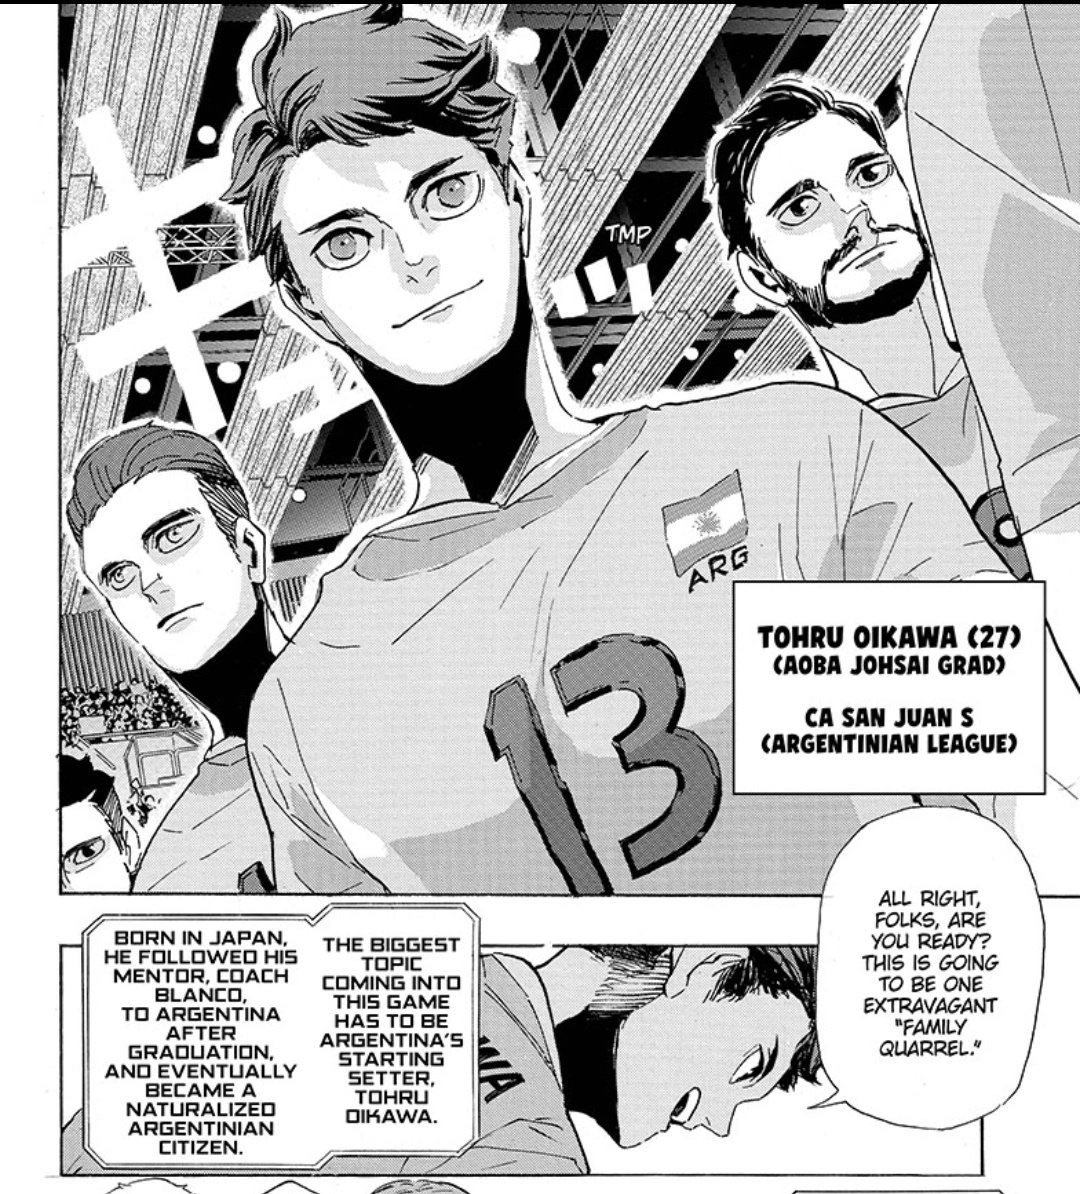 TMP
ARG
13
TOHRU OIKAWA (27)
(AOBA JOHSAI GRAD)
CA SAN JUAN S
(ARGENTINIAN LEAGUE)
ALL RIGHT,
FOLKS, ARE
YOU READY?
THIS IS GOING
TO BE ONE
EXTRAVAGANT
"FAMILY
QUARREL."
THE BIGGEST
TOPIC
COMING INTO
THIS GAME
HAS TO BE
ARGENTINA'S
STARTING
SETTER,
TOHRU
OIKAWA.
BORN IN JAPAN,
HE FOLLOWED HIS
MENTOR, COACH
BLANCO,
TO ARGENTINA
AFTER
GRADUATION,
AND EVENTUALLY
BECAME A
NATURALIZED
ARGENTINIAN
CITIZEN.